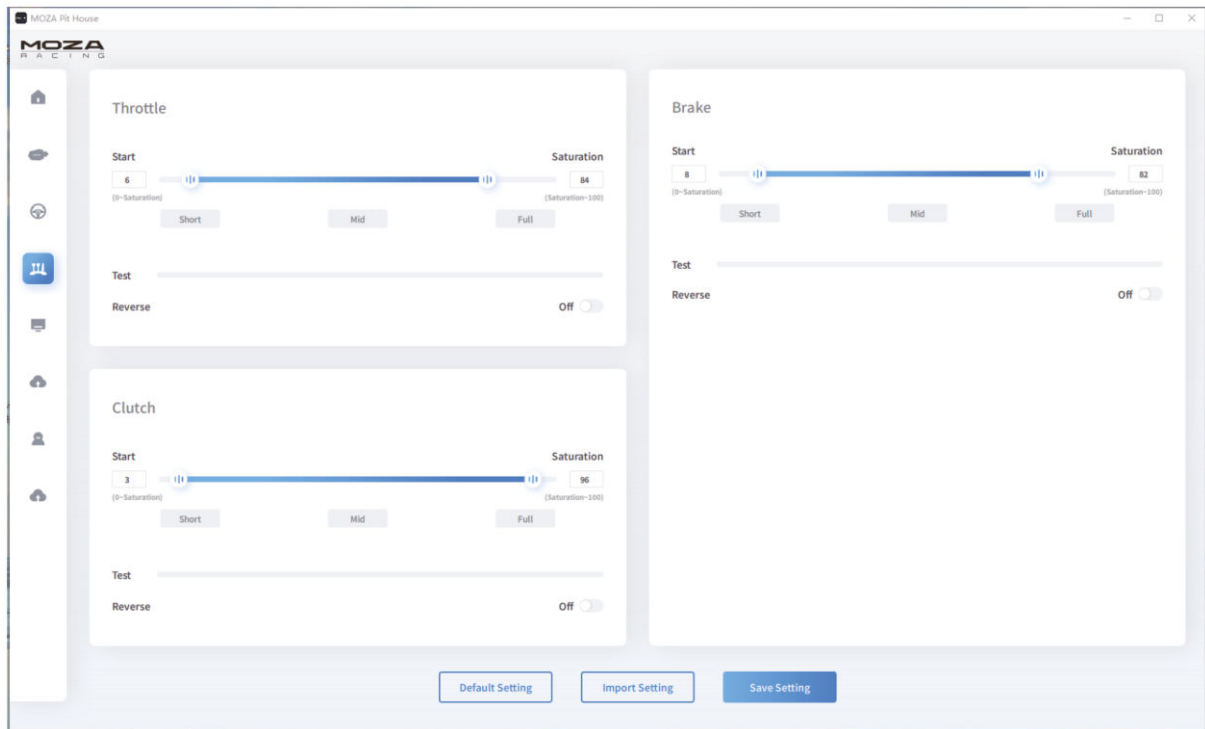 MOZA Pit House
MOZA
RACING
Throttle
Start Saturation
6 84
(0~Saturation) (Saturation~100)
Short Mid Full
Test
Reverse Off
Clutch
Start Saturation
3 96
(0~Saturation) (Saturation~100)
Short Mid Full
Test
Reverse Off
Brake
Start Saturation
8 82
(0~Saturation) (Saturation~100)
Short Mid Full
Test
Reverse Off
Default Setting Import Setting Save Setting